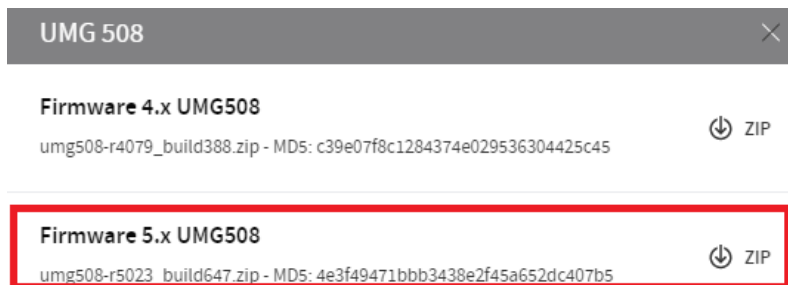 UMG 508
Firmware 4.x UMG508
ZIP
umg508-r4079_build388.zip - MD5: c39e07f8c1284374e029536304425c45
Firmware 5.x UMG508
ZIP
umg508-r5023_build647.zip - MD5: 4e3f49471bbb3438e2f45a652dc407b5